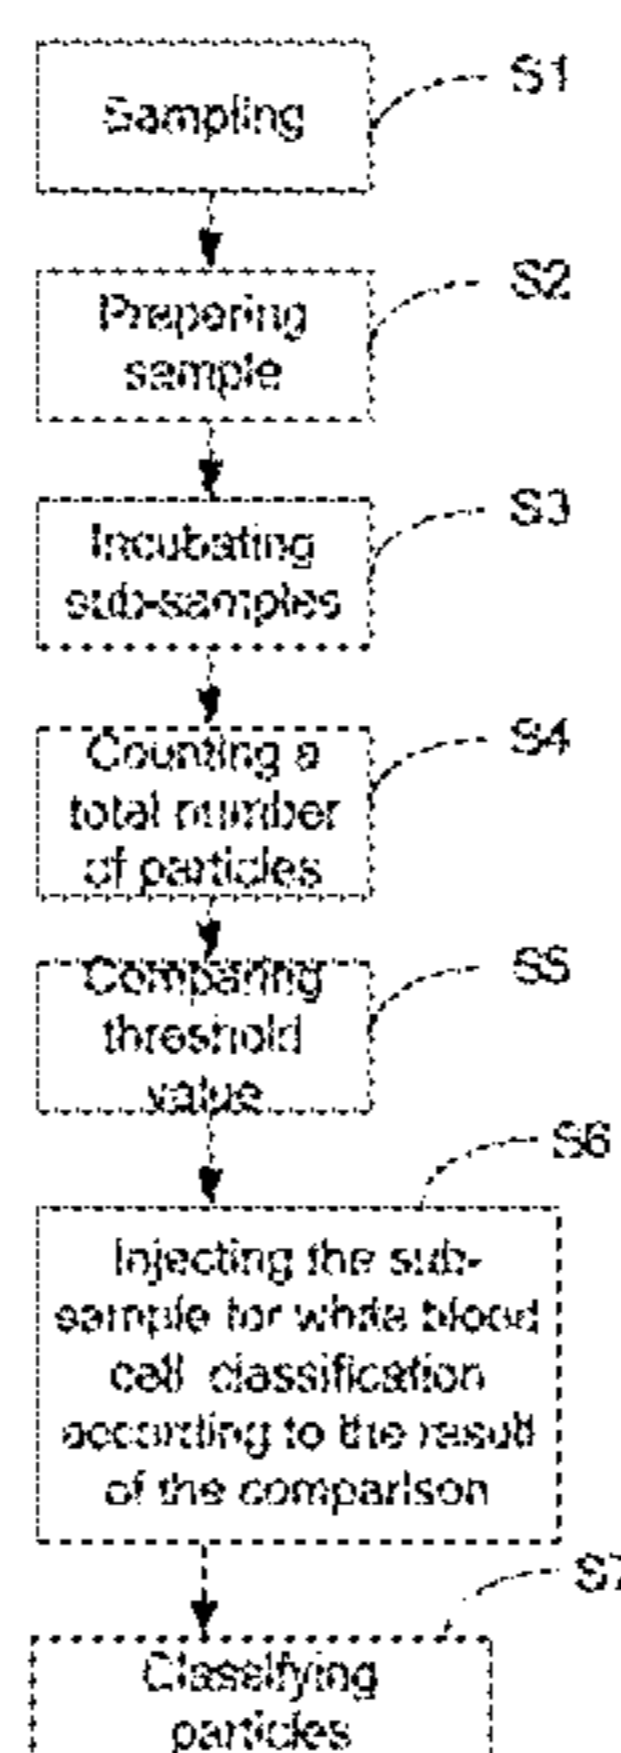 Sampling
S1
Preparing
sample
S2
Incubating
sub-samples
S3
Counting a
total number
of particles
S4
Comparing
threshold
value
S5
S6
Injecting the sub-
sample for white blood
cell classification
according to the result
of the comparison
S7
Classifying
particles